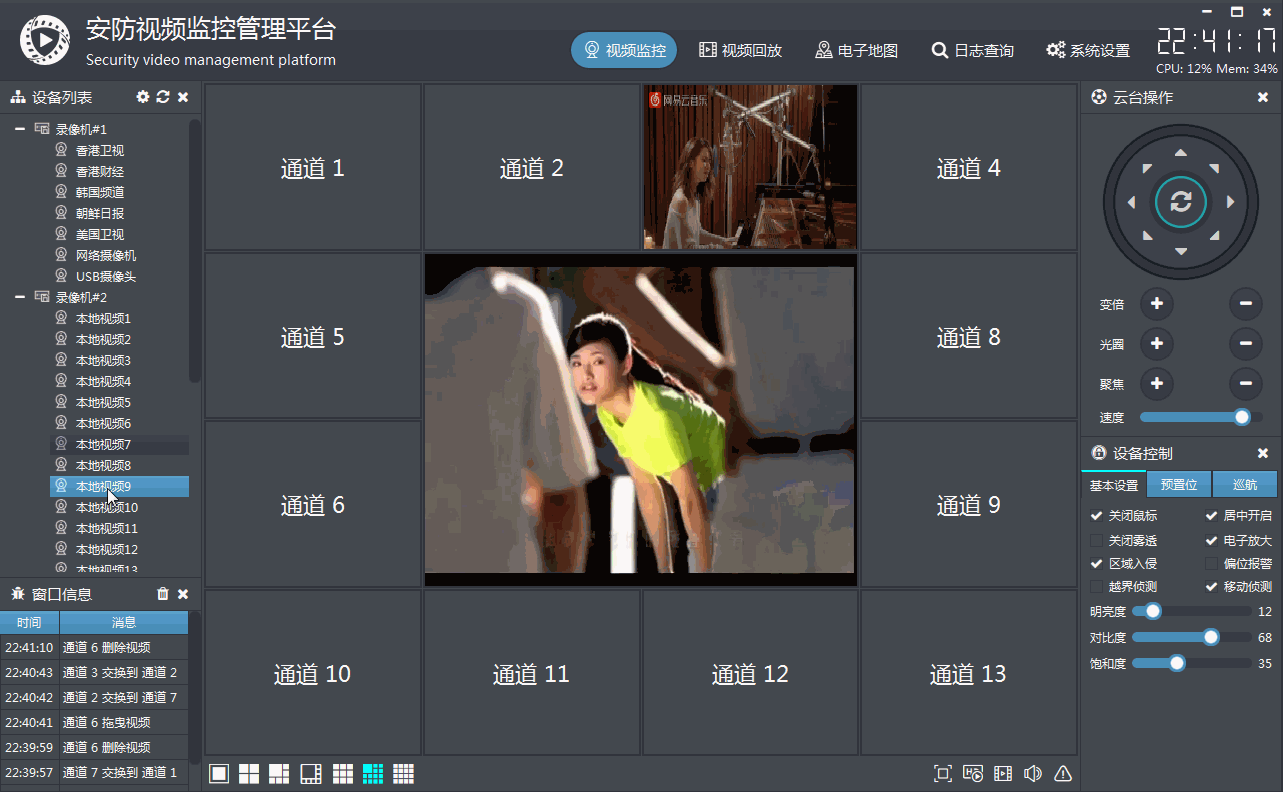 安防视频监控管理平台
Security video management platform
视频监控
视频回放
电子地图
日志查询
系统设置
22:41:17
CPU: 12% Mem: 34%
设备列表
录像机#1
香港卫视
香港财经
韩国频道
朝鲜日报
美国卫视
网络摄像机
USB摄像头
录像机#2
本地视频1
本地视频2
本地视频3
本地视频4
本地视频5
本地视频6
本地视频7
本地视频8
本地视频9
本地视频10
本地视频11
本地视频12
本地视频13
窗口信息
时间 消息
22:41:10 通道 6 删除视频
22:40:43 通道 3 交换到 通道 2
22:40:42 通道 2 交换到 通道 7
22:40:41 通道 6 拖曳视频
22:39:59 通道 6 删除视频
22:39:57 通道 7 交换到 通道 1
通道 1
通道 2
网易云音乐
通道 4
通道 5
通道 8
通道 6
通道 9
通道 10
通道 11
通道 12
通道 13
云台操作
变倍
光圈
聚焦
速度
设备控制
基本设置 预置位 巡航
关闭鼠标 居中开启
关闭雾透 电子放大
区域入侵 偏位报警
越界侦测 移动侦测
明亮度 12
对比度 68
饱和度 35